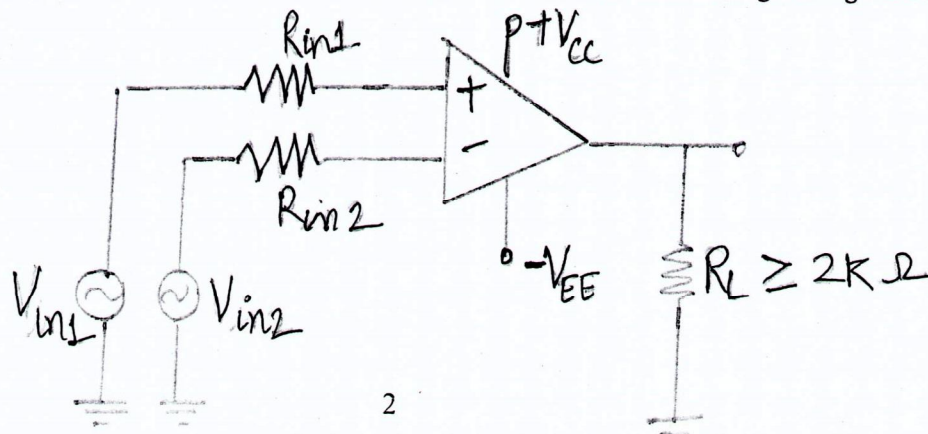 Rin1
P+VCC
+
-
Rin2
-VEE
RL ≥ 2K Ω
Vin1
Vin2
2